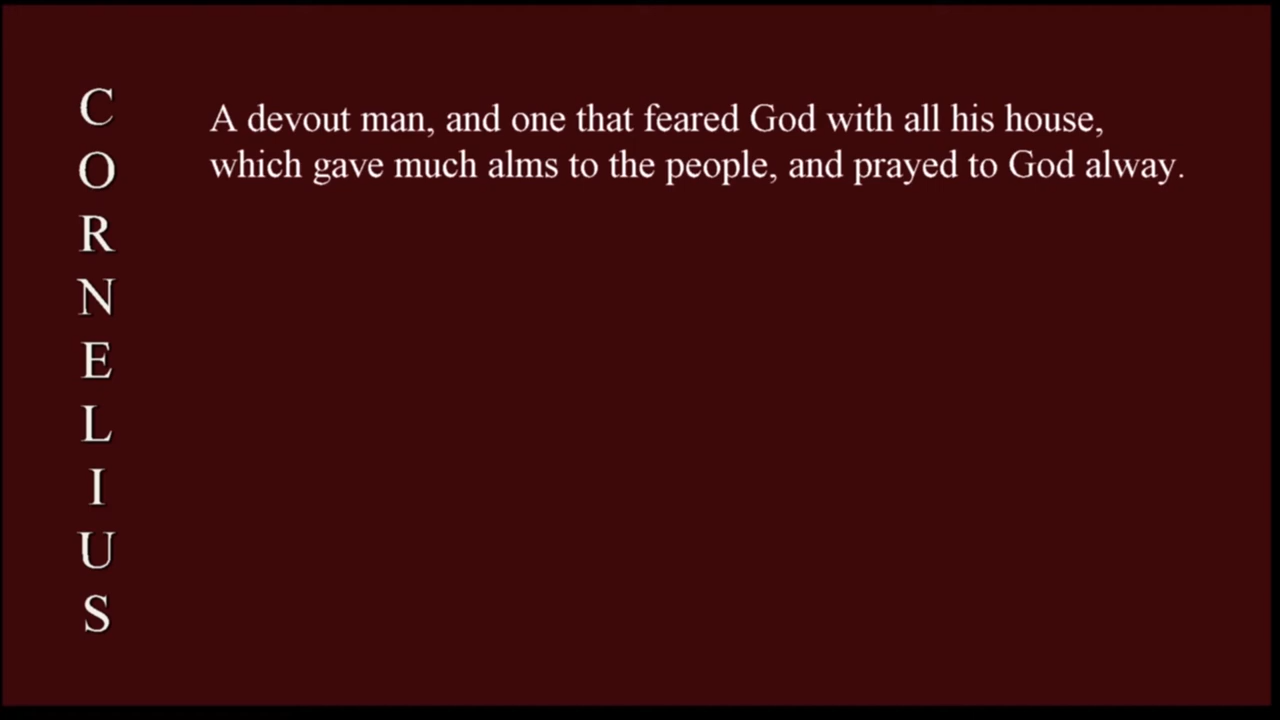 CORNELIUS
A devout man, and one that feared God with all his house,
which gave much alms to the people, and prayed to God alway.